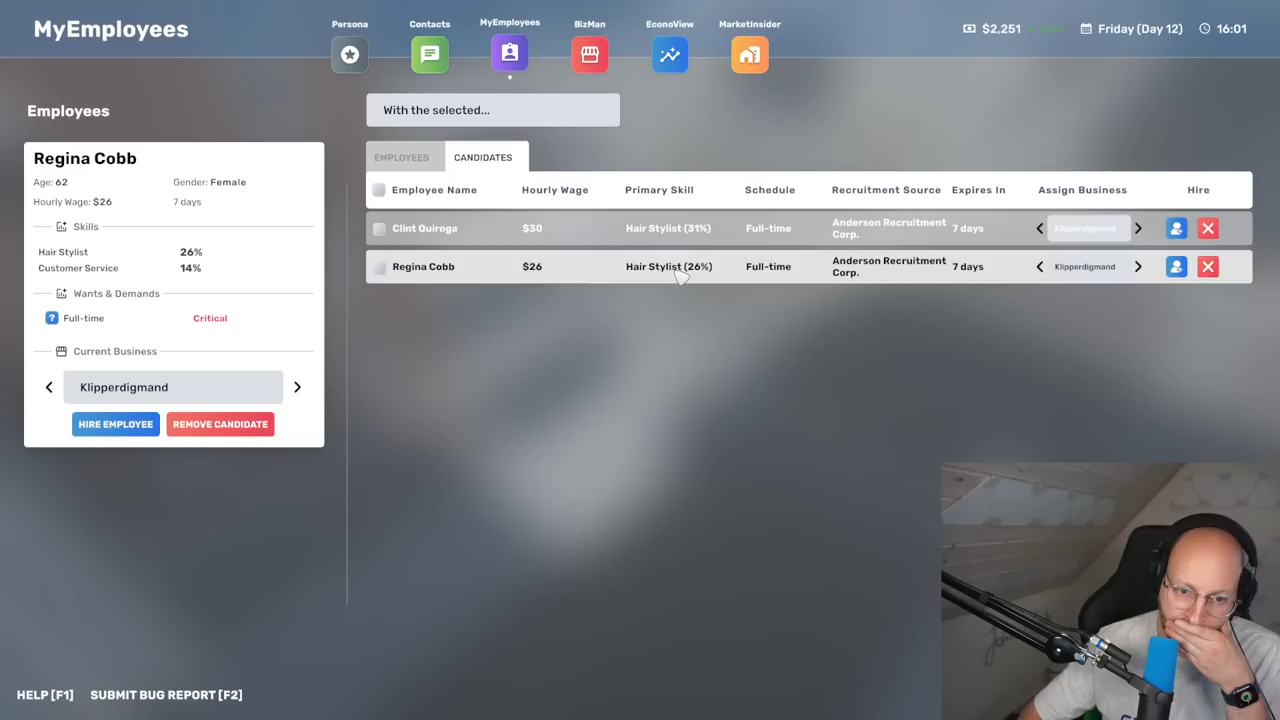 MyEmployees
Persona
Contacts
MyEmployees
BizMan
EconoView
MarketInsider
$2,251
Friday (Day 12)
16:01
Employees
Regina Cobb
Age: 62
Gender: Female
Hourly Wage: $26
7 days
Skills
Hair Stylist 26%
Customer Service 14%
Wants & Demands
? Full-time Critical
Current Business
Klipperdigmand
HIRE EMPLOYEE
REMOVE CANDIDATE
With the selected...
EMPLOYEES
CANDIDATES
Employee Name Hourly Wage Primary Skill Schedule Recruitment Source Expires In Assign Business Hire
Clint Quiroga $30 Hair Stylist (31%) Full-time Anderson Recruitment Corp. 7 days Klipperdigmand
Regina Cobb $26 Hair Stylist (26%) Full-time Anderson Recruitment Corp. 7 days Klipperdigmand
HELP [F1]
SUBMIT BUG REPORT [F2]